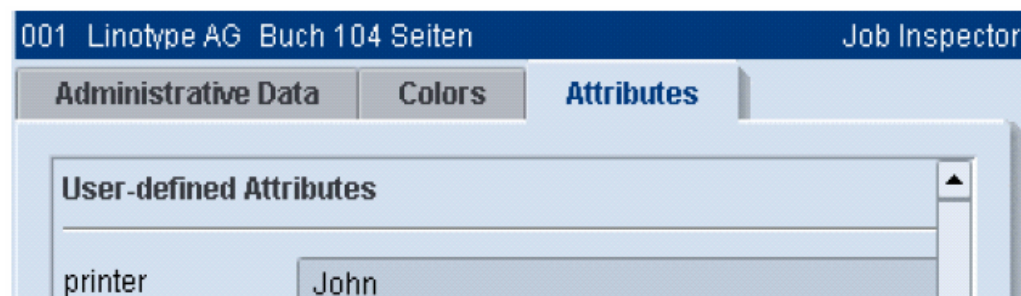 001 Linotype AG Buch 104 Seiten Job Inspector
Administrative Data Colors Attributes
User-defined Attributes
printer John